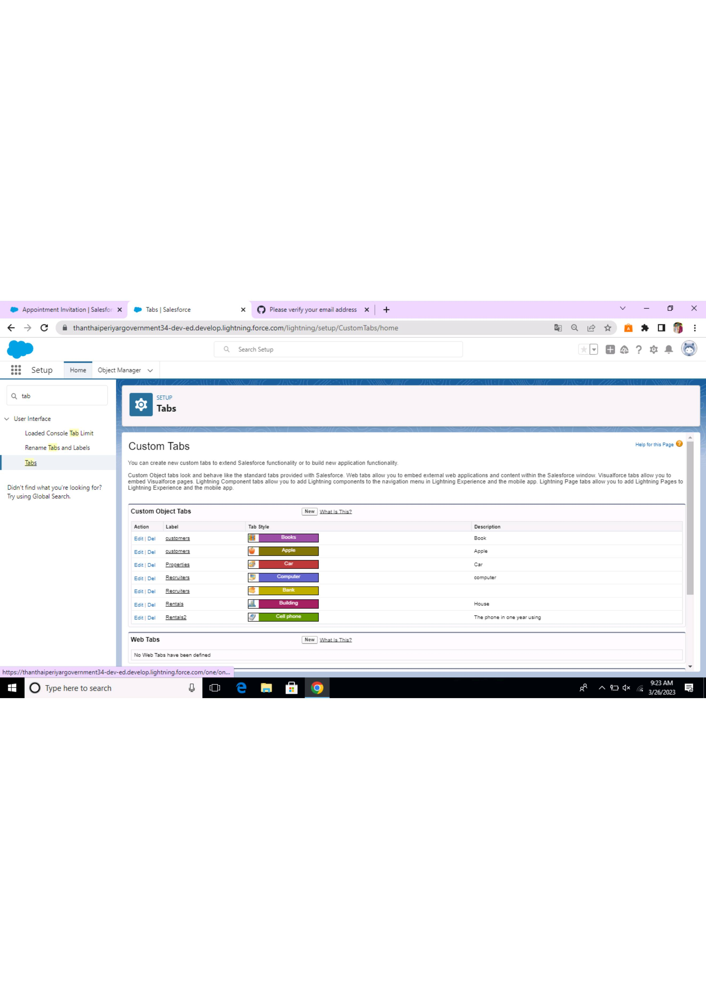 Appointment Invitation | Salesfor
Tabs | Salesforce
Please verify your email address
thanthaiperiyargovernment34-dev-ed.develop.lightning.force.com/lightning/setup/CustomTabs/home
Search Setup
Setup
Home
Object Manager
tab
User Interface
Loaded Console Tab Limit
Rename Tabs and Labels
Tabs
Didn't find what you're looking for?
Try using Global Search.
SETUP
Tabs
Custom Tabs
Help for this Page
You can create new custom tabs to extend Salesforce functionality or to build new application functionality.
Custom Object tabs look and behave like the standard tabs provided with Salesforce. Web tabs allow you to embed external web applications and content within the Salesforce window. Visualforce tabs allow you to
embed Visualforce pages. Lightning Component tabs allow you to add Lightning components to the navigation menu in Lightning Experience and the mobile app. Lightning Page tabs allow you to add Lightning Pages to
Lightning Experience and the mobile app.
Custom Object Tabs New What Is This?
Action Label Tab Style Description
Edit | Del customers Books Book
Edit | Del customers Apple Apple
Edit | Del Properties Car Car
Edit | Del Recruiters Computer computer
Edit | Del Recruiters Bank
Edit | Del Rentals Building House
Edit | Del Rentals2 Cell phone The phone in one year using
Web Tabs New What Is This?
No Web Tabs have been defined
https://thanthaiperiyargovernment34-dev-ed.develop.lightning.force.com/one/on...
Type here to search
9:23 AM
3/26/2023